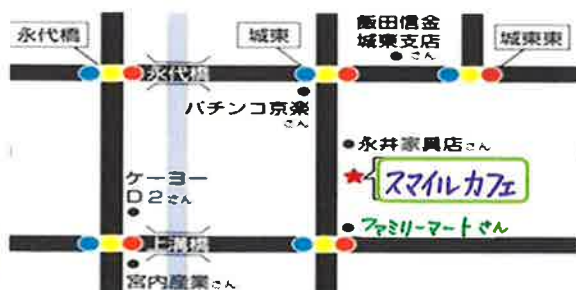 永代橋
城東
飯田信金
城東支店
さん
城東東
永代橋
パチンコ京楽
さん
永井家具店さん
スマイルカフェ
ケーヨー
D2さん
ファミリーマートさん
上溝橋
宮内産業さん